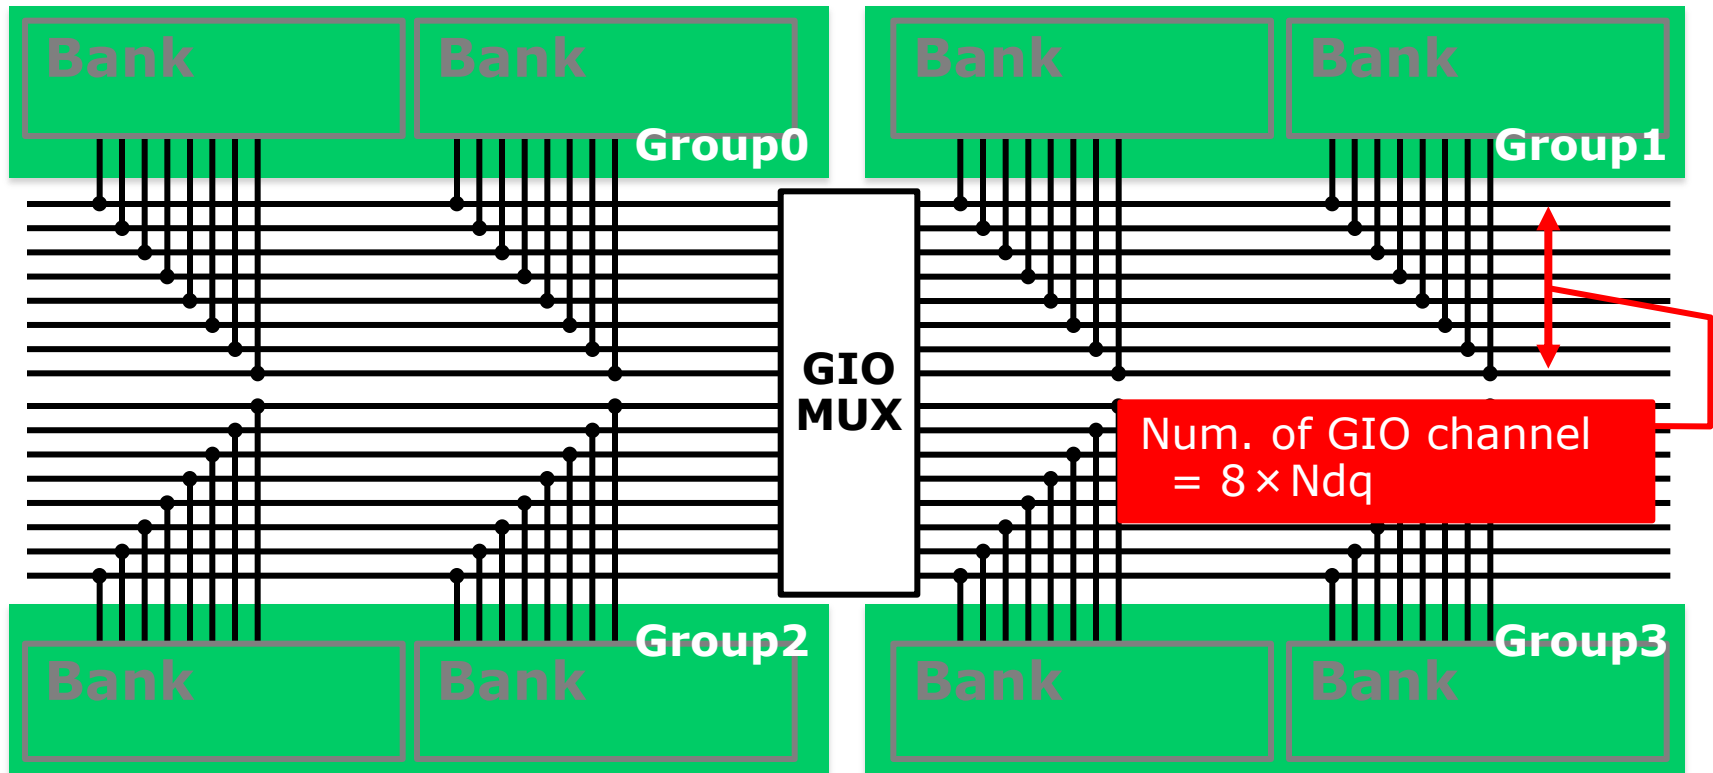 Bank
Bank
Group0
Bank
Bank
Group1
GIO
MUX
Num. of GIO channel
= 8×Ndq
Group2
Bank
Bank
Group3
Bank
Bank